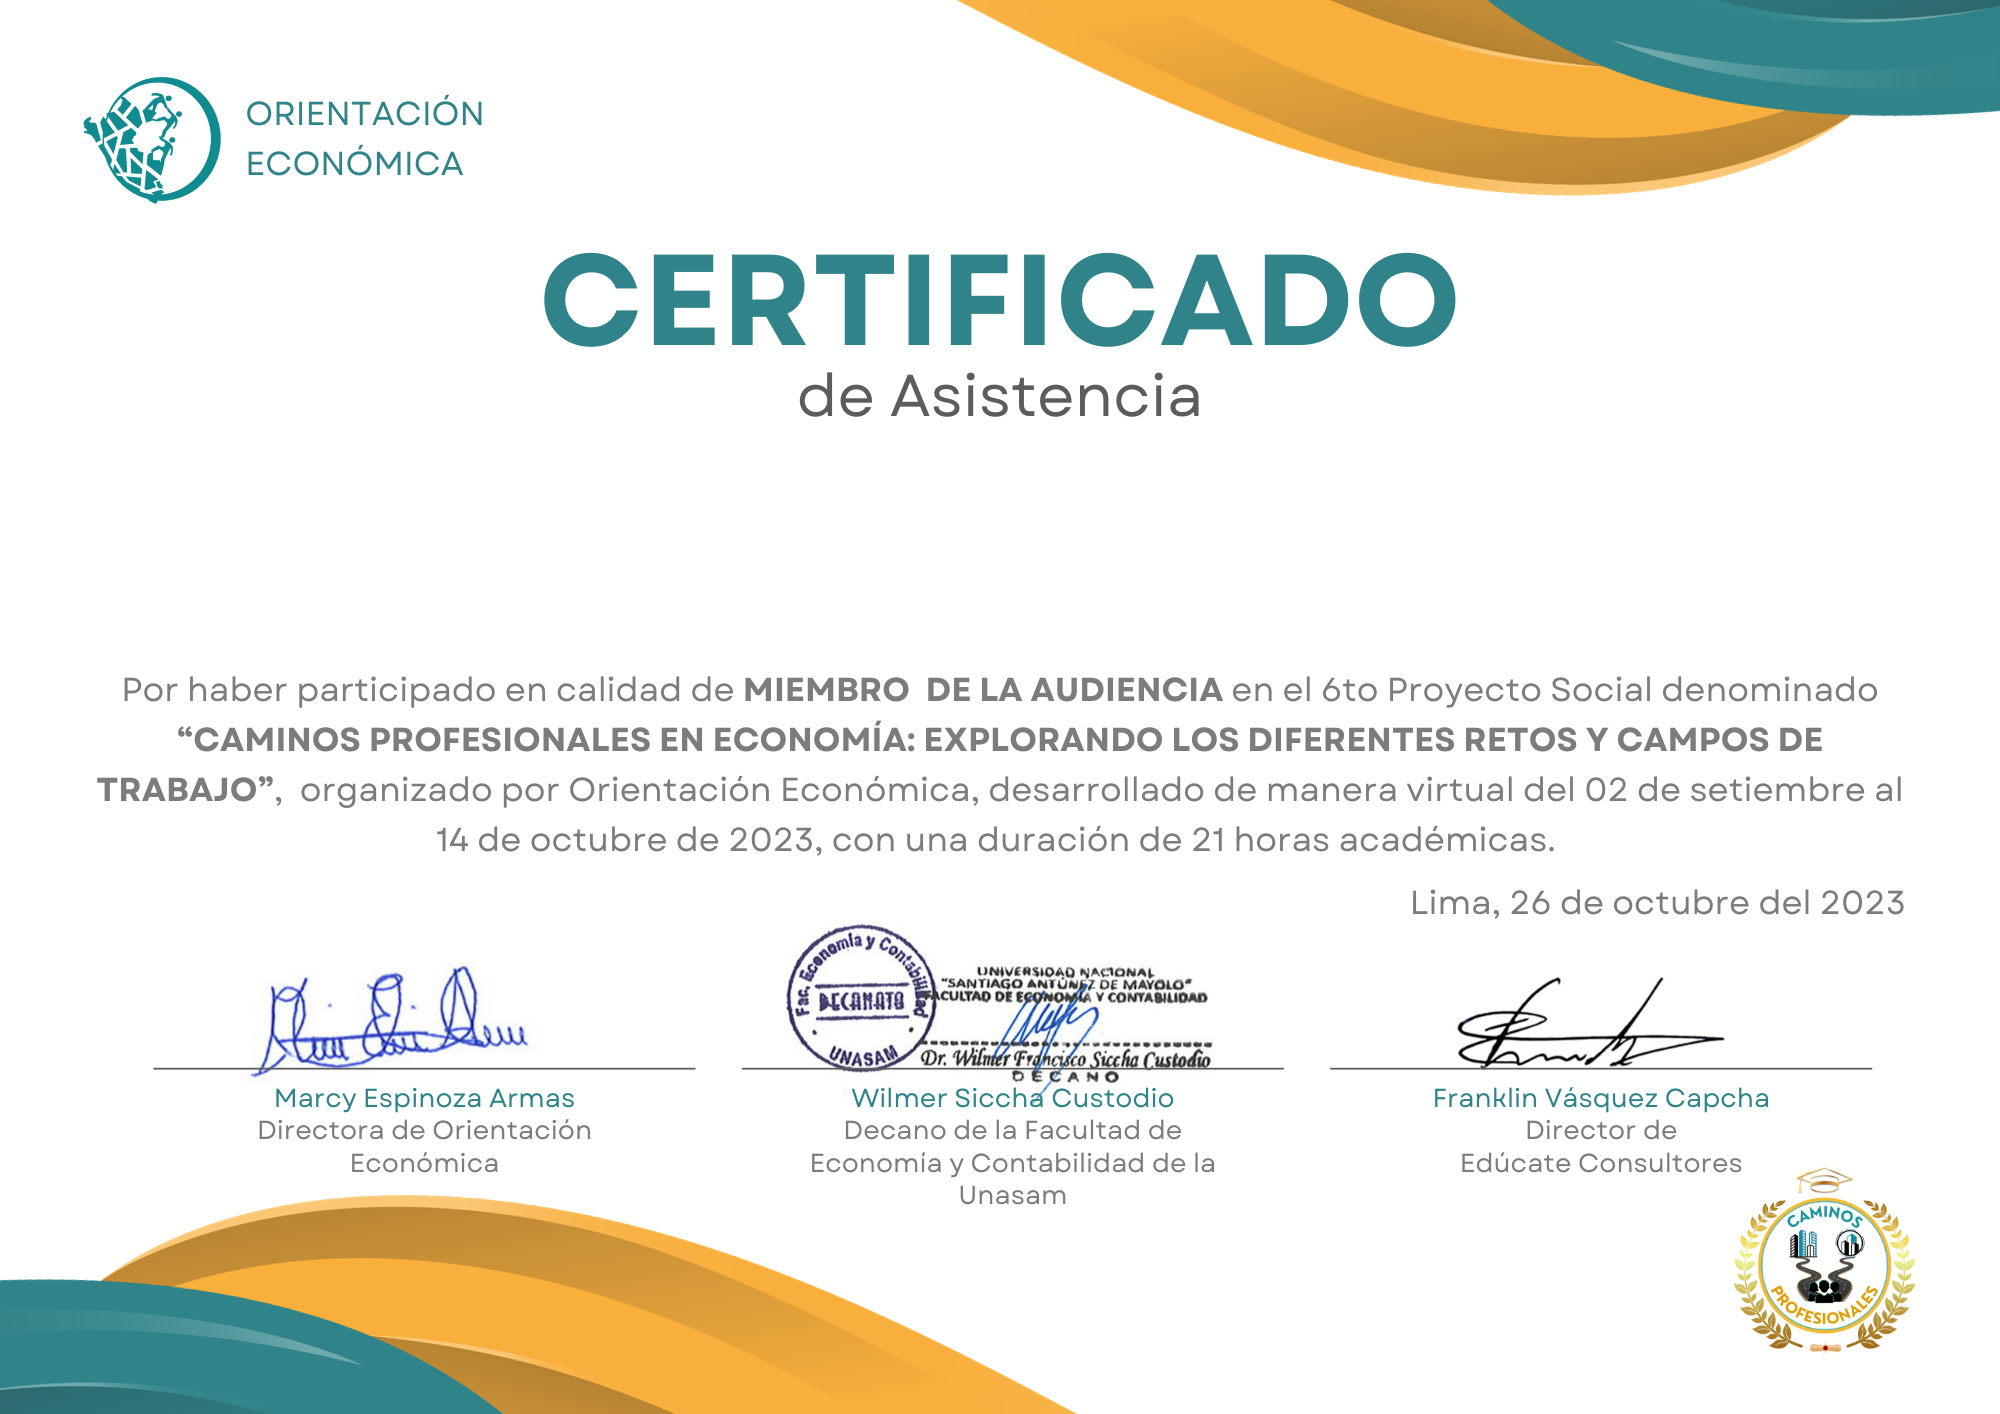 ORIENTACIÓN
ECONÓMICA
CERTIFICADO
de Asistencia
Por haber participado en calidad de MIEMBRO DE LA AUDIENCIA en el 6to Proyecto Social denominado
“CAMINOS PROFESIONALES EN ECONOMÍA: EXPLORANDO LOS DIFERENTES RETOS Y CAMPOS DE
TRABAJO”, organizado por Orientación Económica, desarrollado de manera virtual del 02 de setiembre al
14 de octubre de 2023, con una duración de 21 horas académicas.
Lima, 26 de octubre del 2023
Fac. Economía y Contabilidad
DECANATO
UNASAM
UNIVERSIDAD NACIONAL
"SANTIAGO ANTÚNEZ DE MAYOLO"
FACULTAD DE ECONOMÍA Y CONTABILIDAD
Dr. Wilmer Francisco Siccha Custodio
DECANO
Marcy Espinoza Armas
Directora de Orientación
Económica
Wilmer Siccha Custodio
Decano de la Facultad de
Economía y Contabilidad de la
Unasam
Franklin Vásquez Capcha
Director de
Edúcate Consultores
CAMINOS
PROFESIONALES